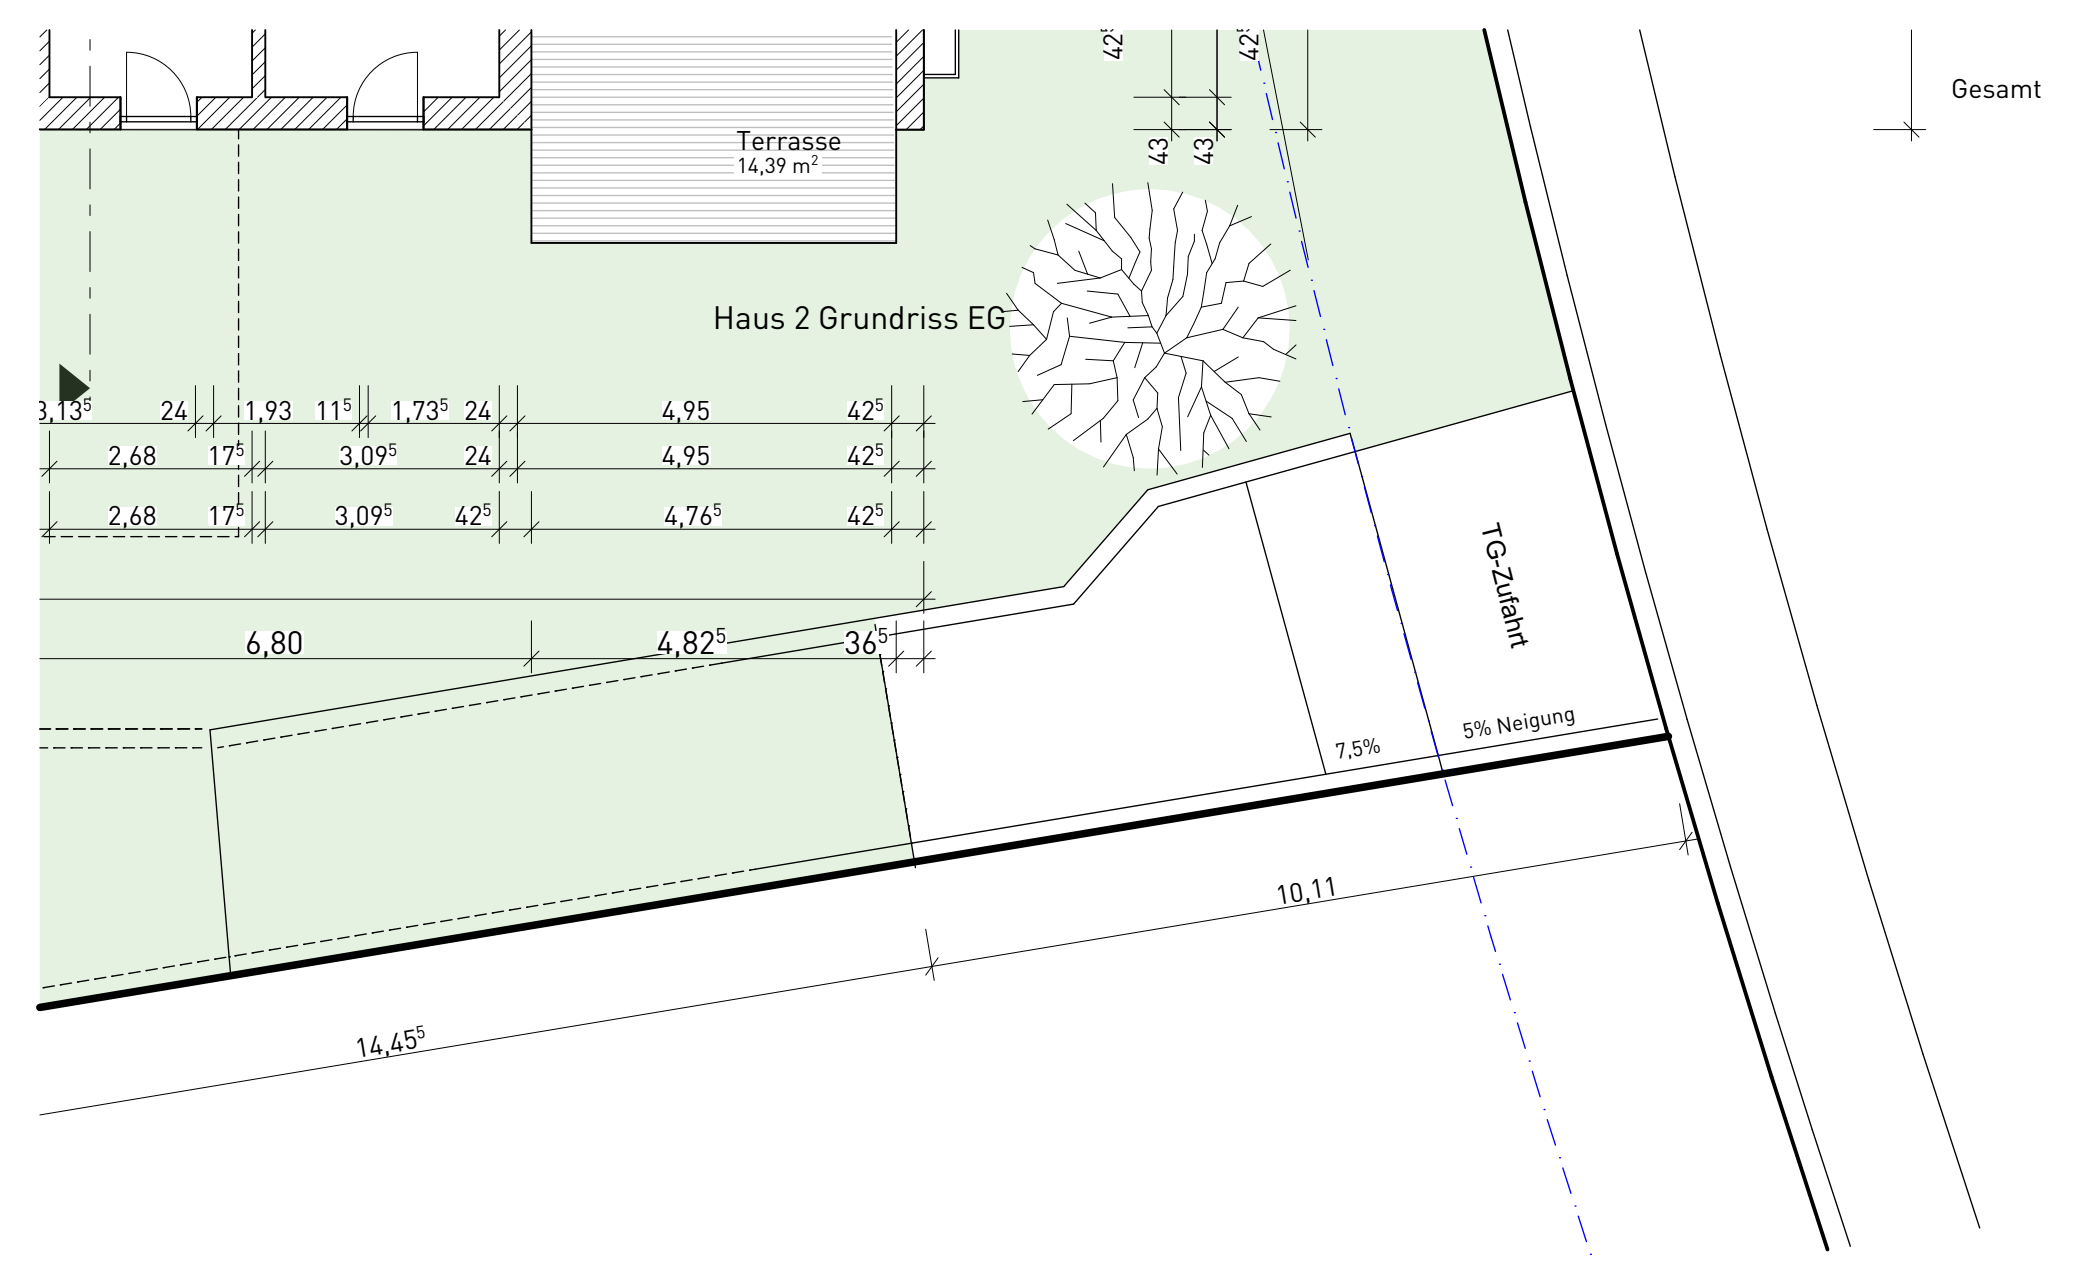 42⁵
42⁵
Gesamt
43
43
Terrasse
14,39 m²
Haus 2 Grundriss EG
3,13⁵ 24 1,93 11⁵ 1,73⁵ 24 4,95 42⁵
2,68 17⁵ 3,09⁵ 24 4,95 42⁵
2,68 17⁵ 3,09⁵ 42⁵ 4,76⁵ 42⁵
TG-Zufahrt
6,80 4,82⁵ 36⁵
5% Neigung
7,5%
10,11
14,45⁵